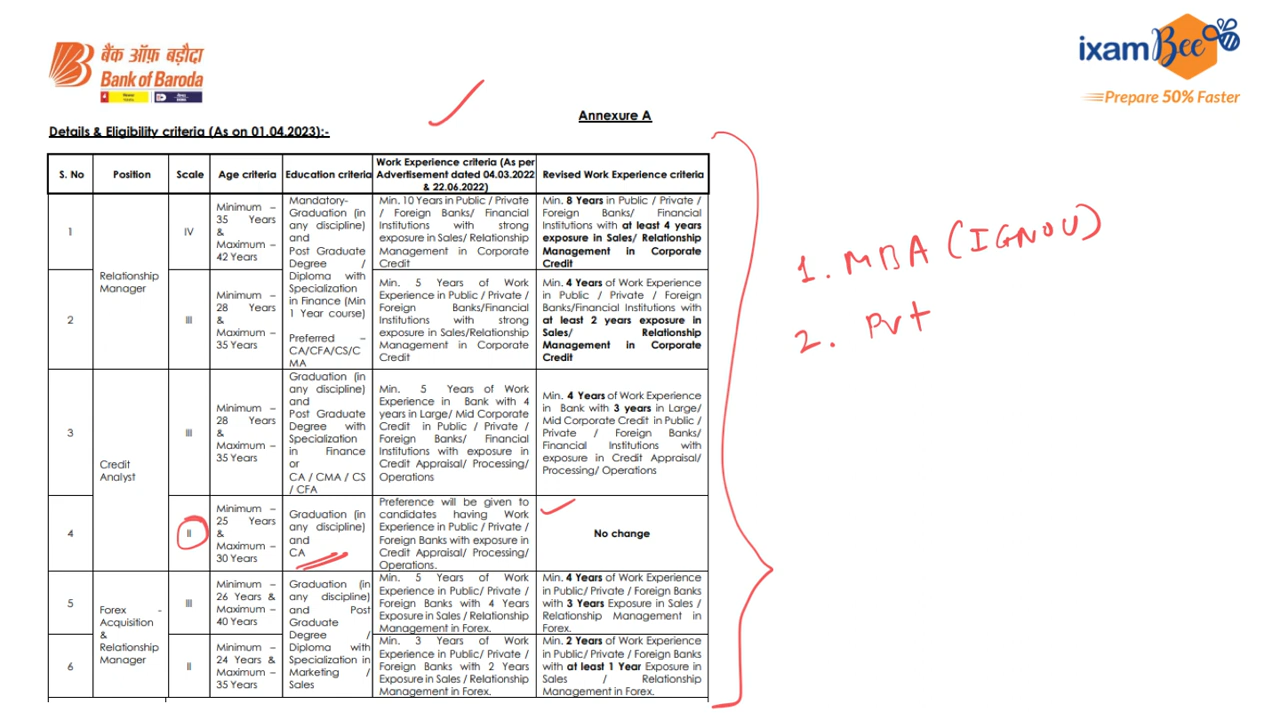 बैंक ऑफ़ बड़ौदा
Bank of Baroda
ixamBee
Prepare 50% Faster
Annexure A
Details & Eligibility criteria (As on 01.04.2023):-
S. No
Position
Scale
Age criteria
Education criteria
Work Experience criteria (As per
Advertisement dated 04.03.2022
& 22.06.2022)
Revised Work Experience criteria
1
Relationship
Manager
IV
Minimum –
35 Years
&
Maximum –
42 Years
Mandatory-
Graduation (in
any discipline)
and
Post Graduate
Degree /
Diploma with
Specialization
in Finance (Min
1 Year course)
Preferred –
CA/CFA/CS/C
MA
Min. 10 Years in Public / Private
/ Foreign Banks/ Financial
Institutions with strong
exposure in Sales/ Relationship
Management in Corporate
Credit
Min. 8 Years in Public / Private /
Foreign Banks/ Financial
Institutions with at least 4 years
exposure in Sales/ Relationship
Management in Corporate
Credit
2
III
Minimum –
28 Years
&
Maximum –
35 Years
Min. 5 Years of Work
Experience in Public / Private /
Foreign Banks/Financial
Institutions with strong
exposure in Sales/Relationship
Management in Corporate
Credit
Min. 4 Years of Work Experience
in Public / Private / Foreign
Banks/Financial Institutions with
at least 2 years exposure in
Sales/ Relationship
Management in Corporate
Credit
3
Credit
Analyst
III
Minimum –
28 Years
&
Maximum –
35 Years
Graduation (in
any discipline)
and
Post Graduate
Degree with
Specialization
in Finance
or
CA / CMA / CS
/ CFA
Min. 5 Years of Work
Experience in Bank with 4
years in Large/ Mid Corporate
Credit in Public / Private /
Foreign Banks/ Financial
Institutions with exposure in
Credit Appraisal/ Processing/
Operations
Min. 4 Years of Work Experience
in Bank with 3 years in Large/
Mid Corporate Credit in Public /
Private / Foreign Banks/
Financial Institutions with
exposure in Credit Appraisal/
Processing/ Operations
4
II
Minimum –
25 Years
&
Maximum –
30 Years
Graduation (in
any discipline)
and
CA
Preference will be given to
candidates having Work
Experience in Public / Private /
Foreign Banks with exposure in
Credit Appraisal/ Processing/
Operations.
No change
5
Forex -
Acquisition
&
Relationship
Manager
III
Minimum –
26 Years &
Maximum –
40 Years
Graduation (in
any discipline)
and Post
Graduate
Degree /
Diploma with
Specialization in
Marketing /
Sales
Min. 5 Years of Work
Experience in Public/ Private /
Foreign Banks with 4 Years
Exposure in Sales / Relationship
Management in Forex.
Min. 4 Years of Work Experience
in Public/ Private / Foreign Banks
with 3 Years Exposure in Sales /
Relationship Management in
Forex.
6
II
Minimum –
24 Years &
Maximum –
35 Years
Min. 3 Years of Work
Experience in Public/ Private /
Foreign Banks with 2 Years
Exposure in Sales / Relationship
Management in Forex.
Min. 2 Years of Work Experience
in Public/ Private / Foreign Banks
with at least 1 Year Exposure in
Sales / Relationship
Management in Forex.
1. MBA (IGNOU)
2. Pvt